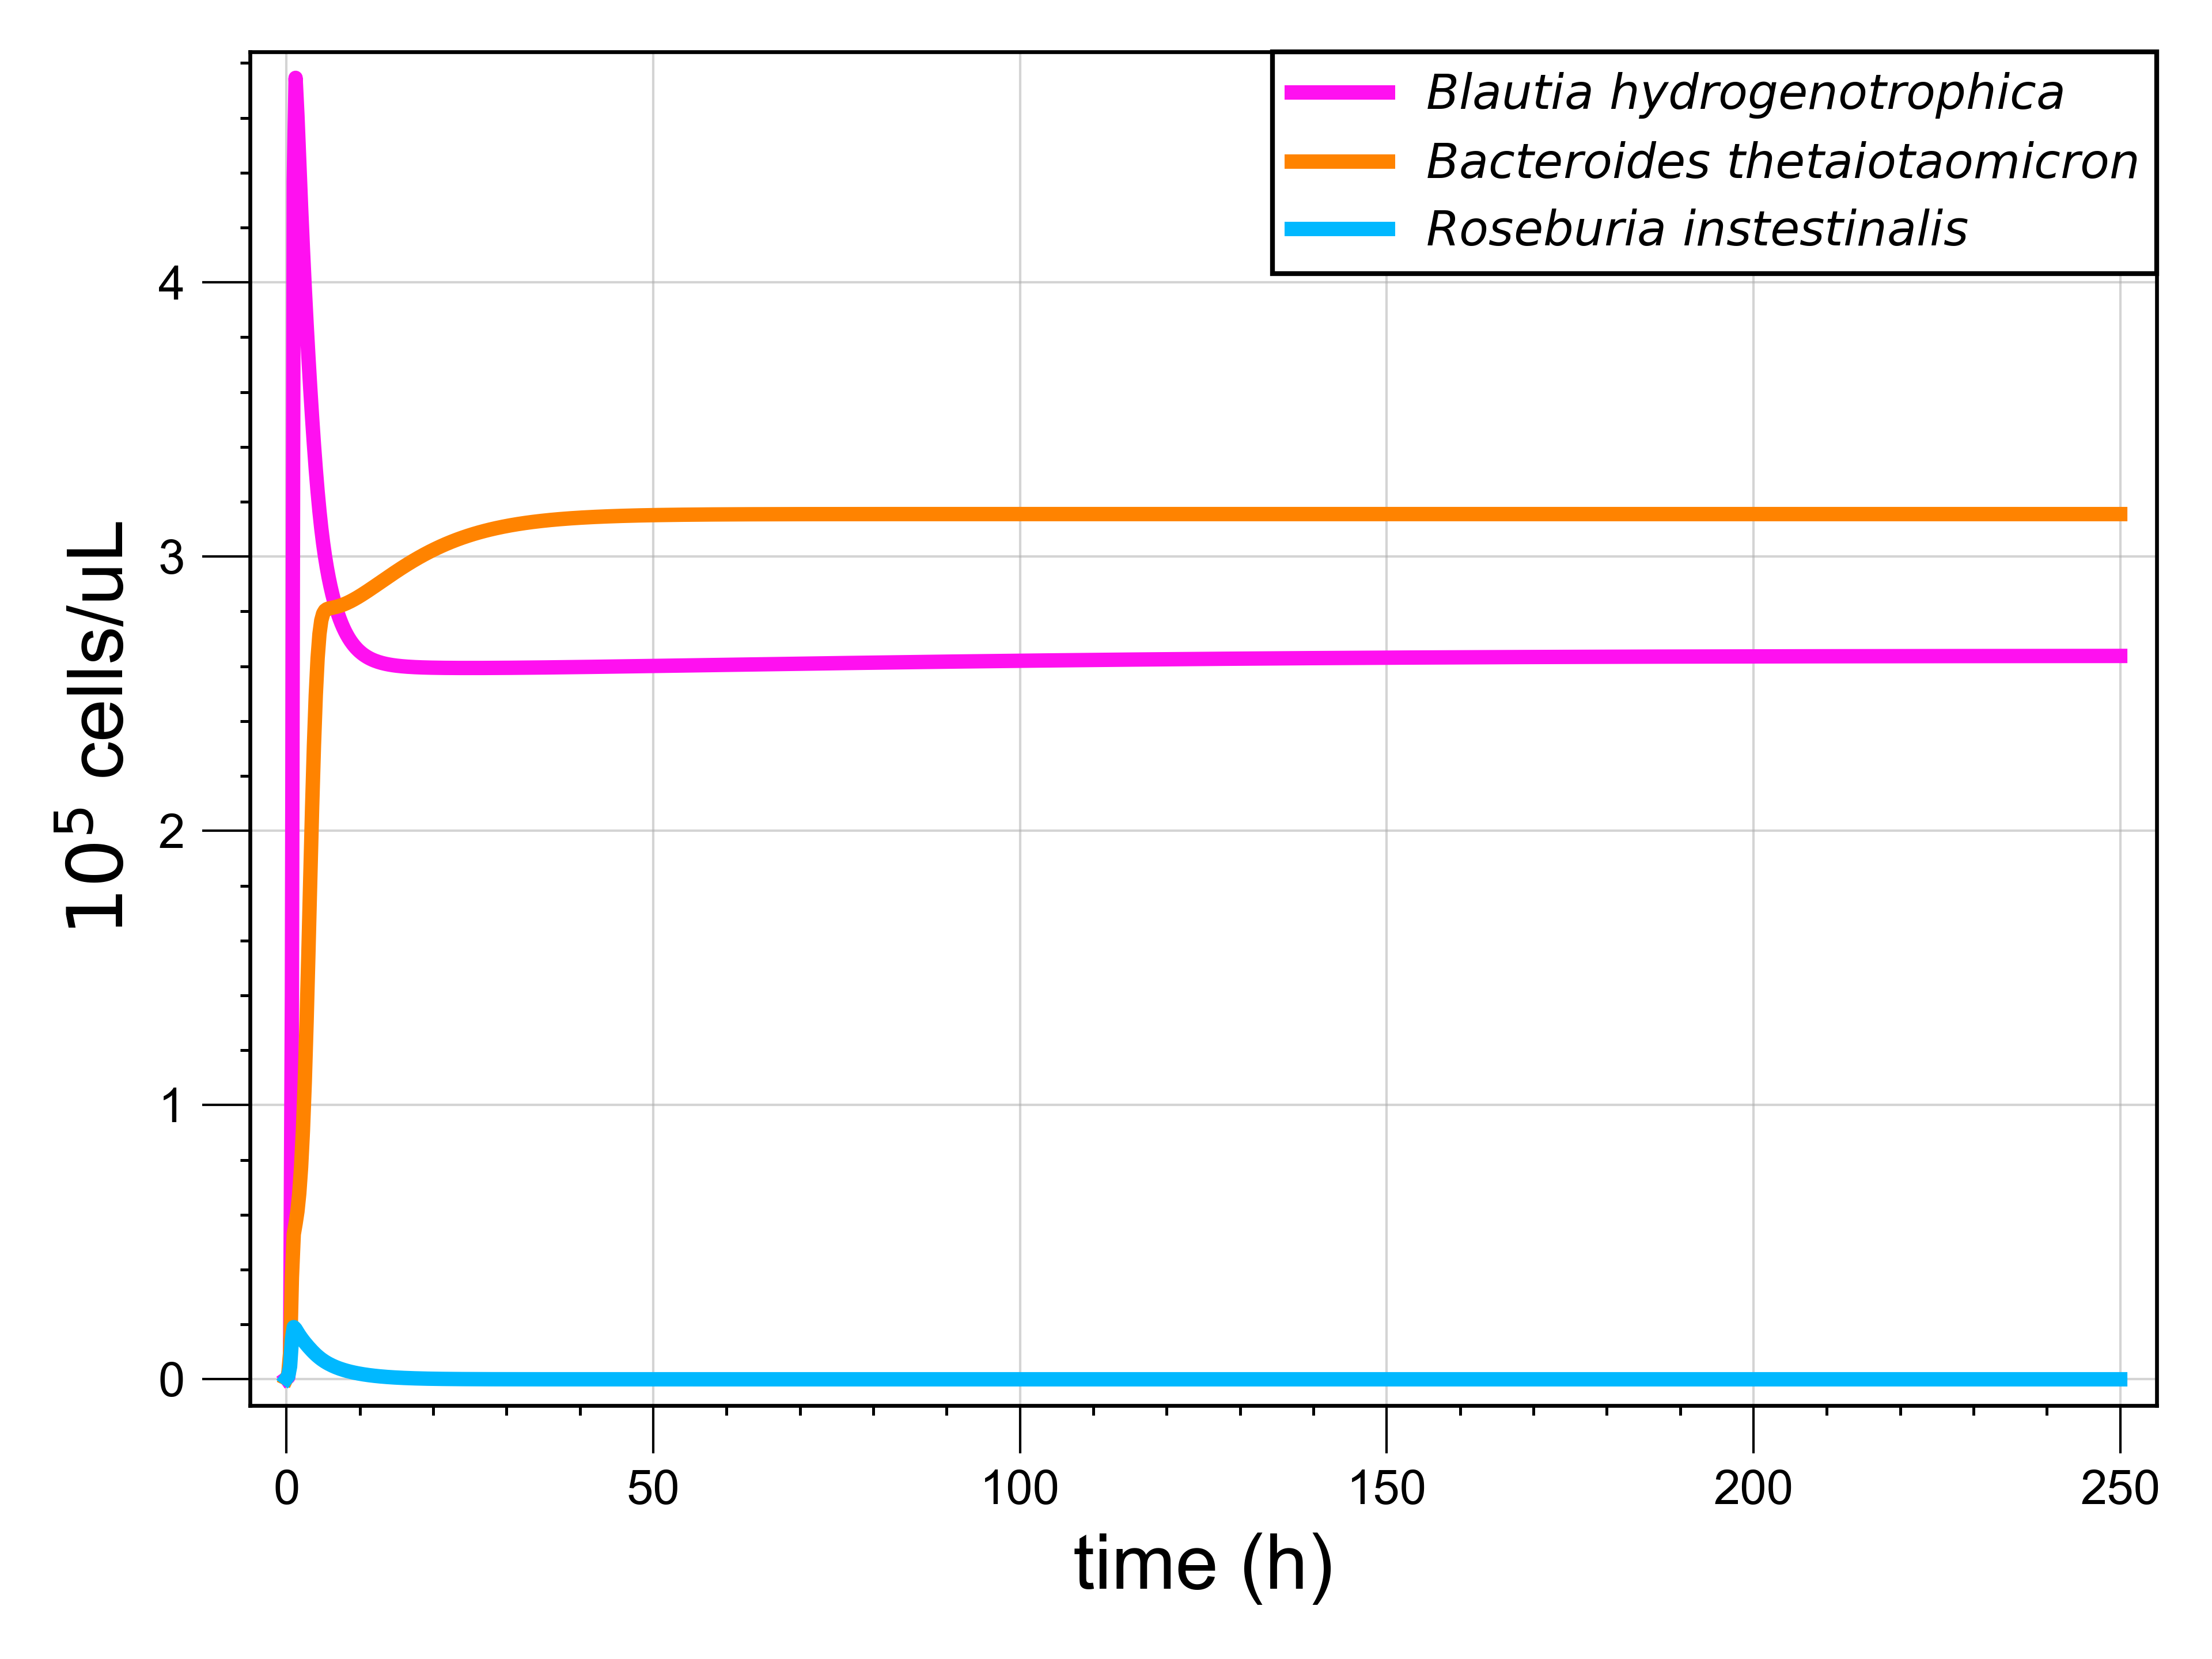 Blautia hydrogenotrophica
Bacteroides thetaiotaomicron
Roseburia instestinalis
10⁵ cells/uL
4
3
2
1
0
0 50 100 150 200 250
time (h)